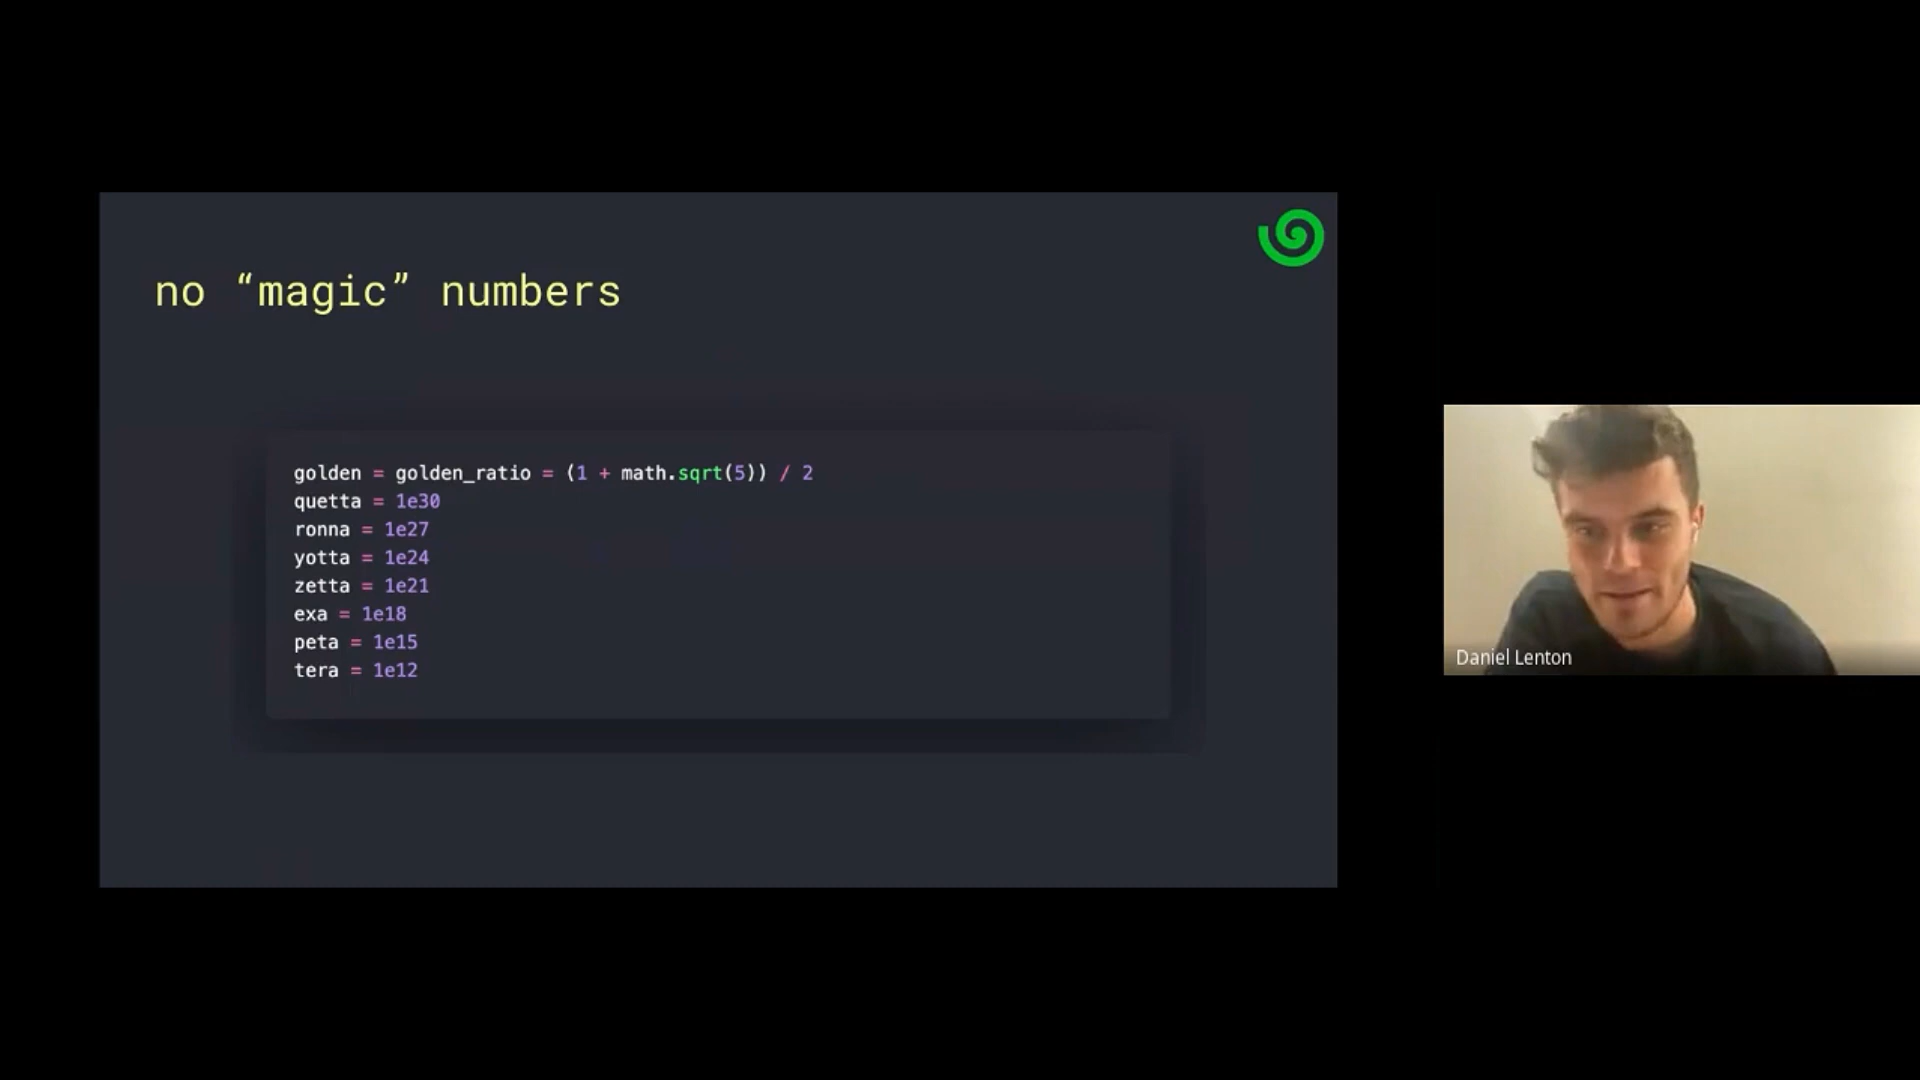 no “magic” numbers
golden = golden_ratio = (1 + math.sqrt(5)) / 2
quetta = 1e30
ronna = 1e27
yotta = 1e24
zetta = 1e21
exa = 1e18
peta = 1e15
tera = 1e12
Daniel Lenton